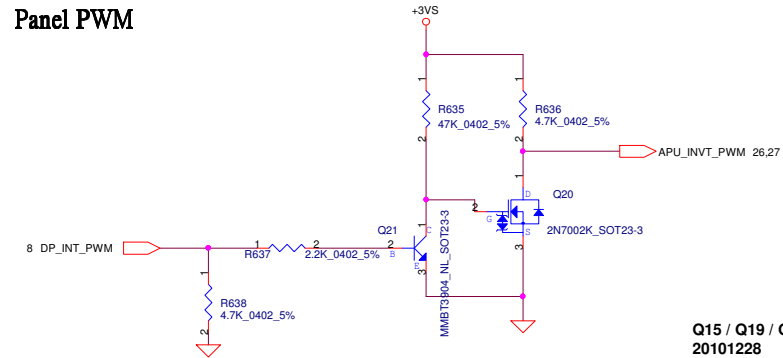 Panel PWM
+3VS
1
1
R635
47K_0402_5%
R636
4.7K_0402_5%
2
2
APU_INVT_PWM 26,27
1
D
Q20
2
G
S
2N7002K_SOT23-3
3
1
Q21
C
8 DP_INT_PWM
1
2
2
B
E
R637
2.2K_0402_5%
3
MMBT3904_NL_SOT23-3
1
R638
4.7K_0402_5%
2
Q15 / Q19 /
20101228